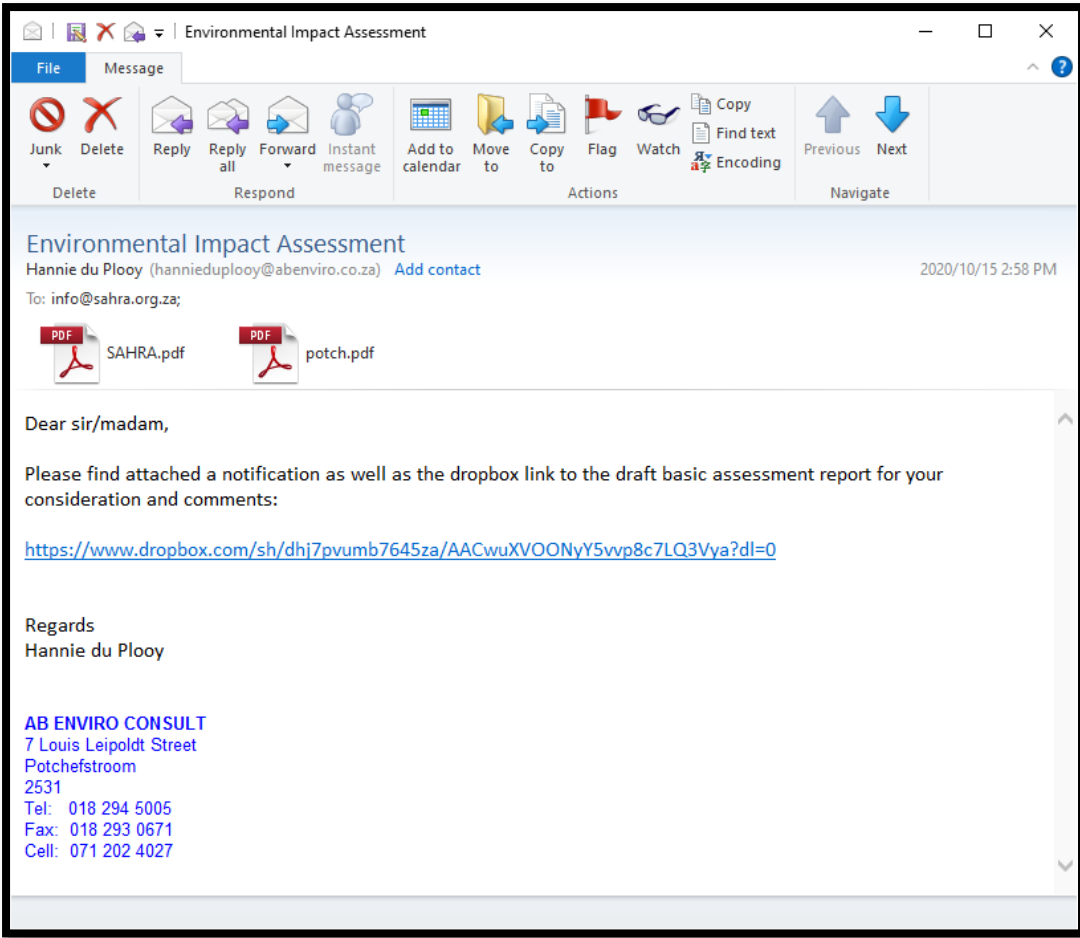 Environmental Impact Assessment
File Message
Junk Delete Reply Reply all Forward Instant message Add to calendar Move to Copy to Flag Watch Copy Find text Encoding Previous Next
Delete Respond Actions Navigate
Environmental Impact Assessment
Hannie du Plooy (hannieduplooy@abenviro.co.za) Add contact 2020/10/15 2:58 PM
To: info@sahra.org.za;
SAHRA.pdf potch.pdf
Dear sir/madam,
Please find attached a notification as well as the dropbox link to the draft basic assessment report for your
consideration and comments:
https://www.dropbox.com/sh/dhj7pvumb7645za/AACwuXVOONyY5vvp8c7LQ3Vya?dl=0
Regards
Hannie du Plooy
AB ENVIRO CONSULT
7 Louis Leipoldt Street
Potchefstroom
2531
Tel: 018 294 5005
Fax: 018 293 0671
Cell: 071 202 4027